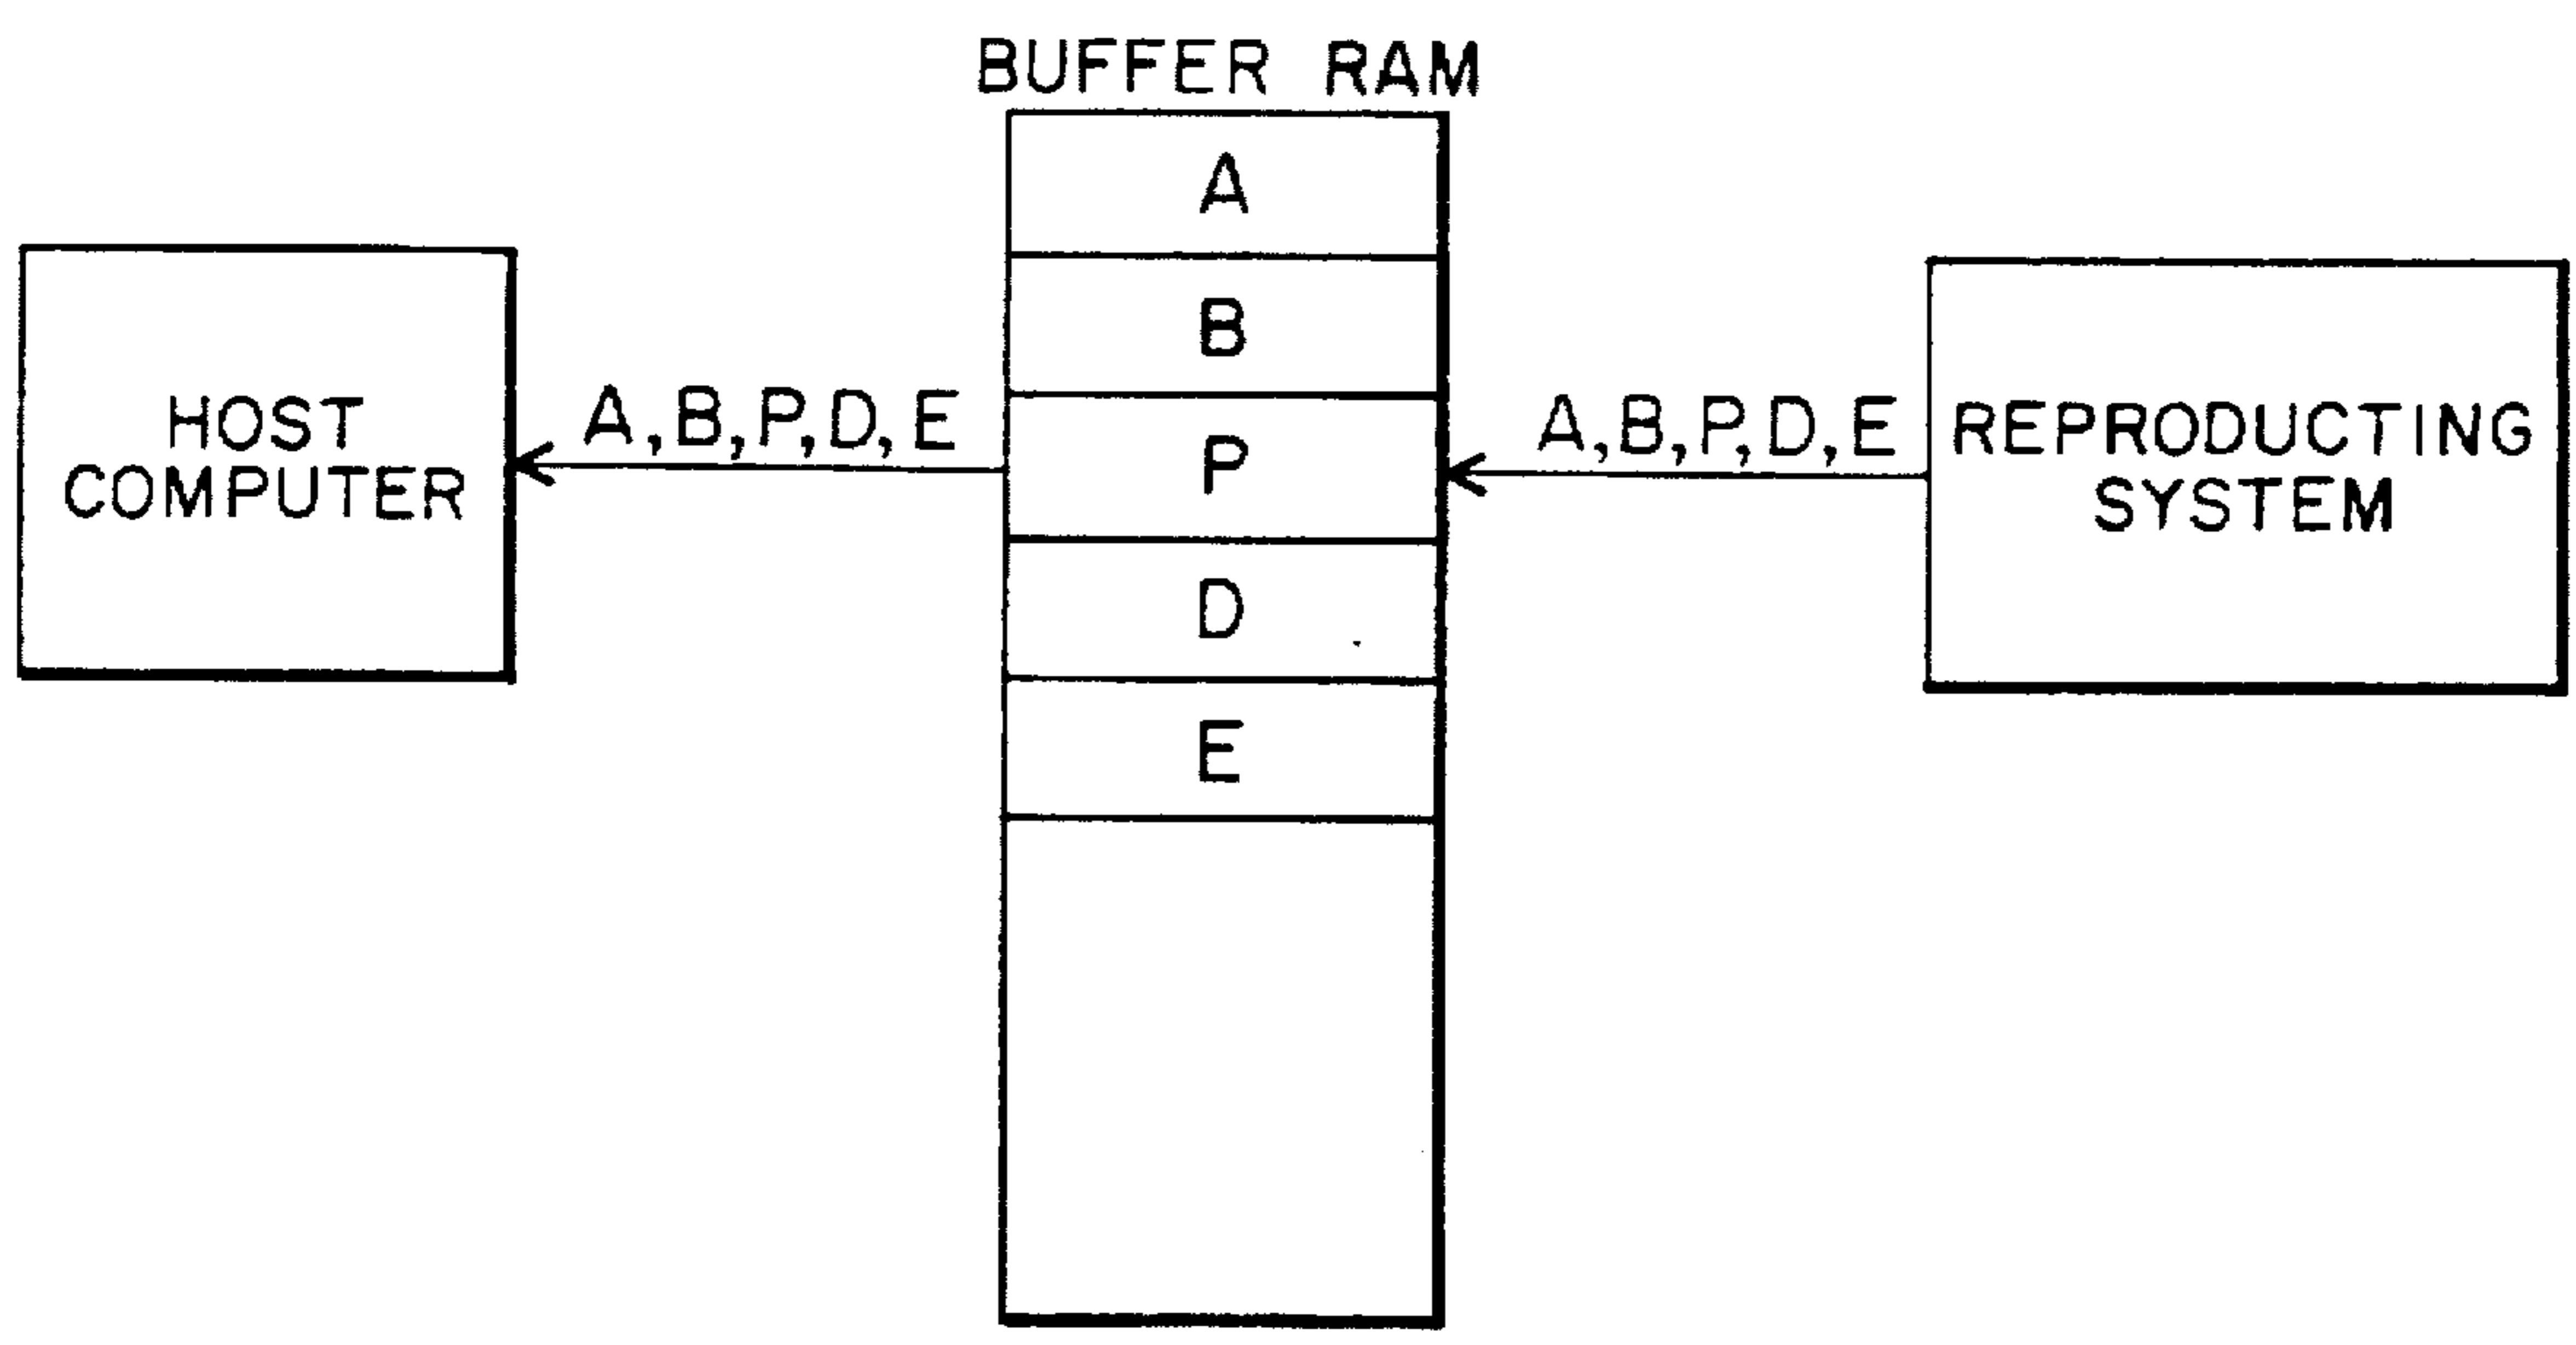 BUFFER RAM
A
B
P
D
E
HOST
COMPUTER
A,B,P,D,E
A,B,P,D,E
REPRODUCTING
SYSTEM